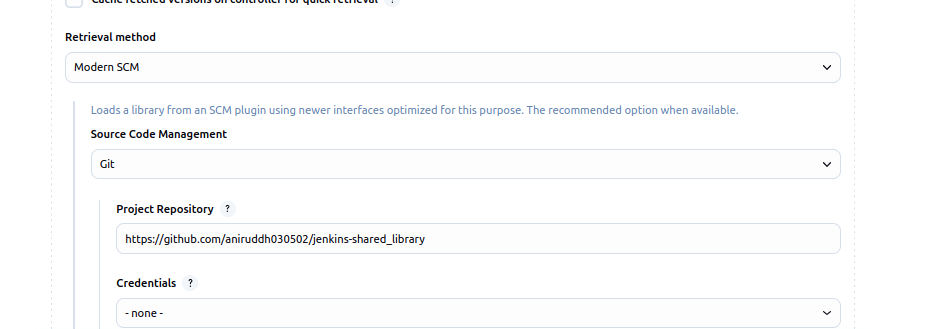 Cache fetched versions on controller for quick retrieval ?
Retrieval method
Modern SCM
Loads a library from an SCM plugin using newer interfaces optimized for this purpose. The recommended option when available.
Source Code Management
Git
Project Repository ?
https://github.com/aniruddh030502/jenkins-shared_library
Credentials ?
- none -